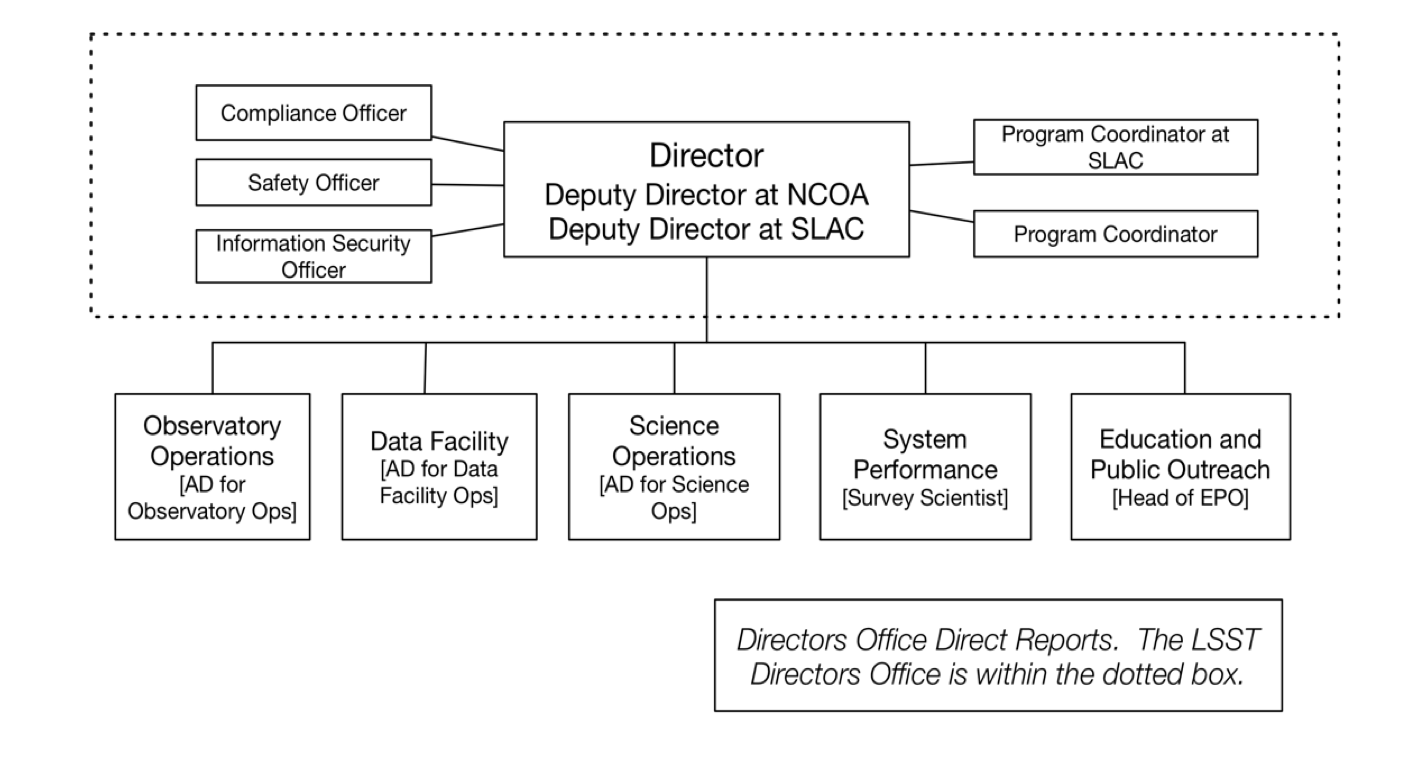 Compliance Officer
Safety Officer
Information Security
Officer
Director
Deputy Director at NCOA
Deputy Director at SLAC
Program Coordinator at
SLAC
Program Coordinator
Observatory
Operations
[AD for
Observatory Ops]
Data Facility
[AD for Data
Facility Ops]
Science
Operations
[AD for Science
Ops]
System
Performance
[Survey Scientist]
Education and
Public Outreach
[Head of EPO]
Directors Office Direct Reports.  The LSST
Directors Office is within the dotted box.